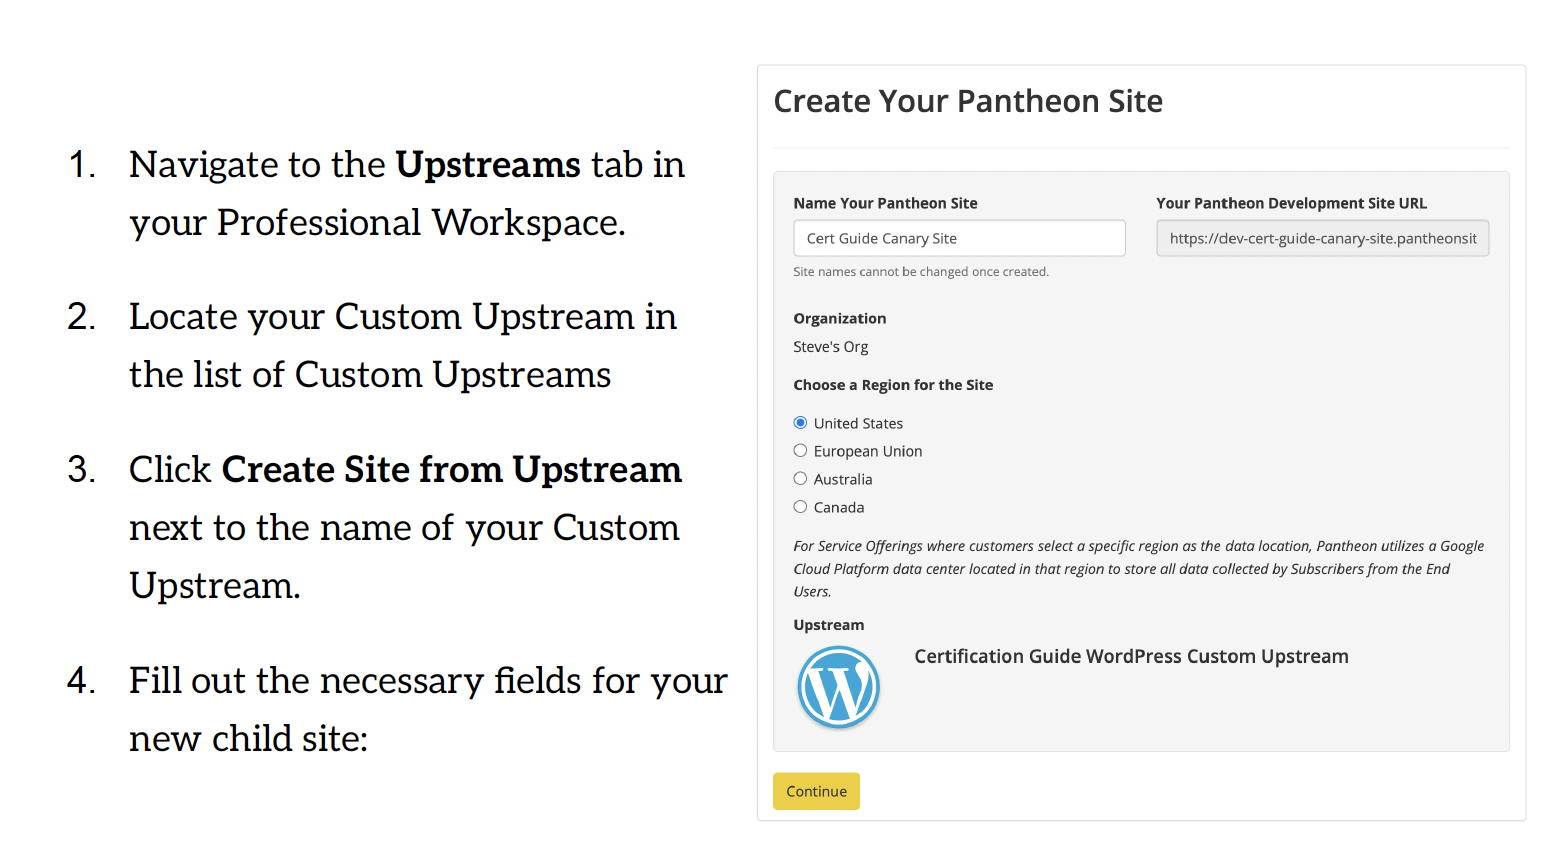 1. Navigate to the Upstreams tab in
your Professional Workspace.
2. Locate your Custom Upstream in
the list of Custom Upstreams
3. Click Create Site from Upstream
next to the name of your Custom
Upstream.
4. Fill out the necessary fields for your
new child site:
Create Your Pantheon Site
Name Your Pantheon Site
Cert Guide Canary Site
Site names cannot be changed once created.
Your Pantheon Development Site URL
https://dev-cert-guide-canary-site.pantheonsit
Organization
Steve's Org
Choose a Region for the Site
United States
European Union
Australia
Canada
For Service Offerings where customers select a specific region as the data location, Pantheon utilizes a Google
Cloud Platform data center located in that region to store all data collected by Subscribers from the End
Users.
Upstream
Certification Guide WordPress Custom Upstream
Continue